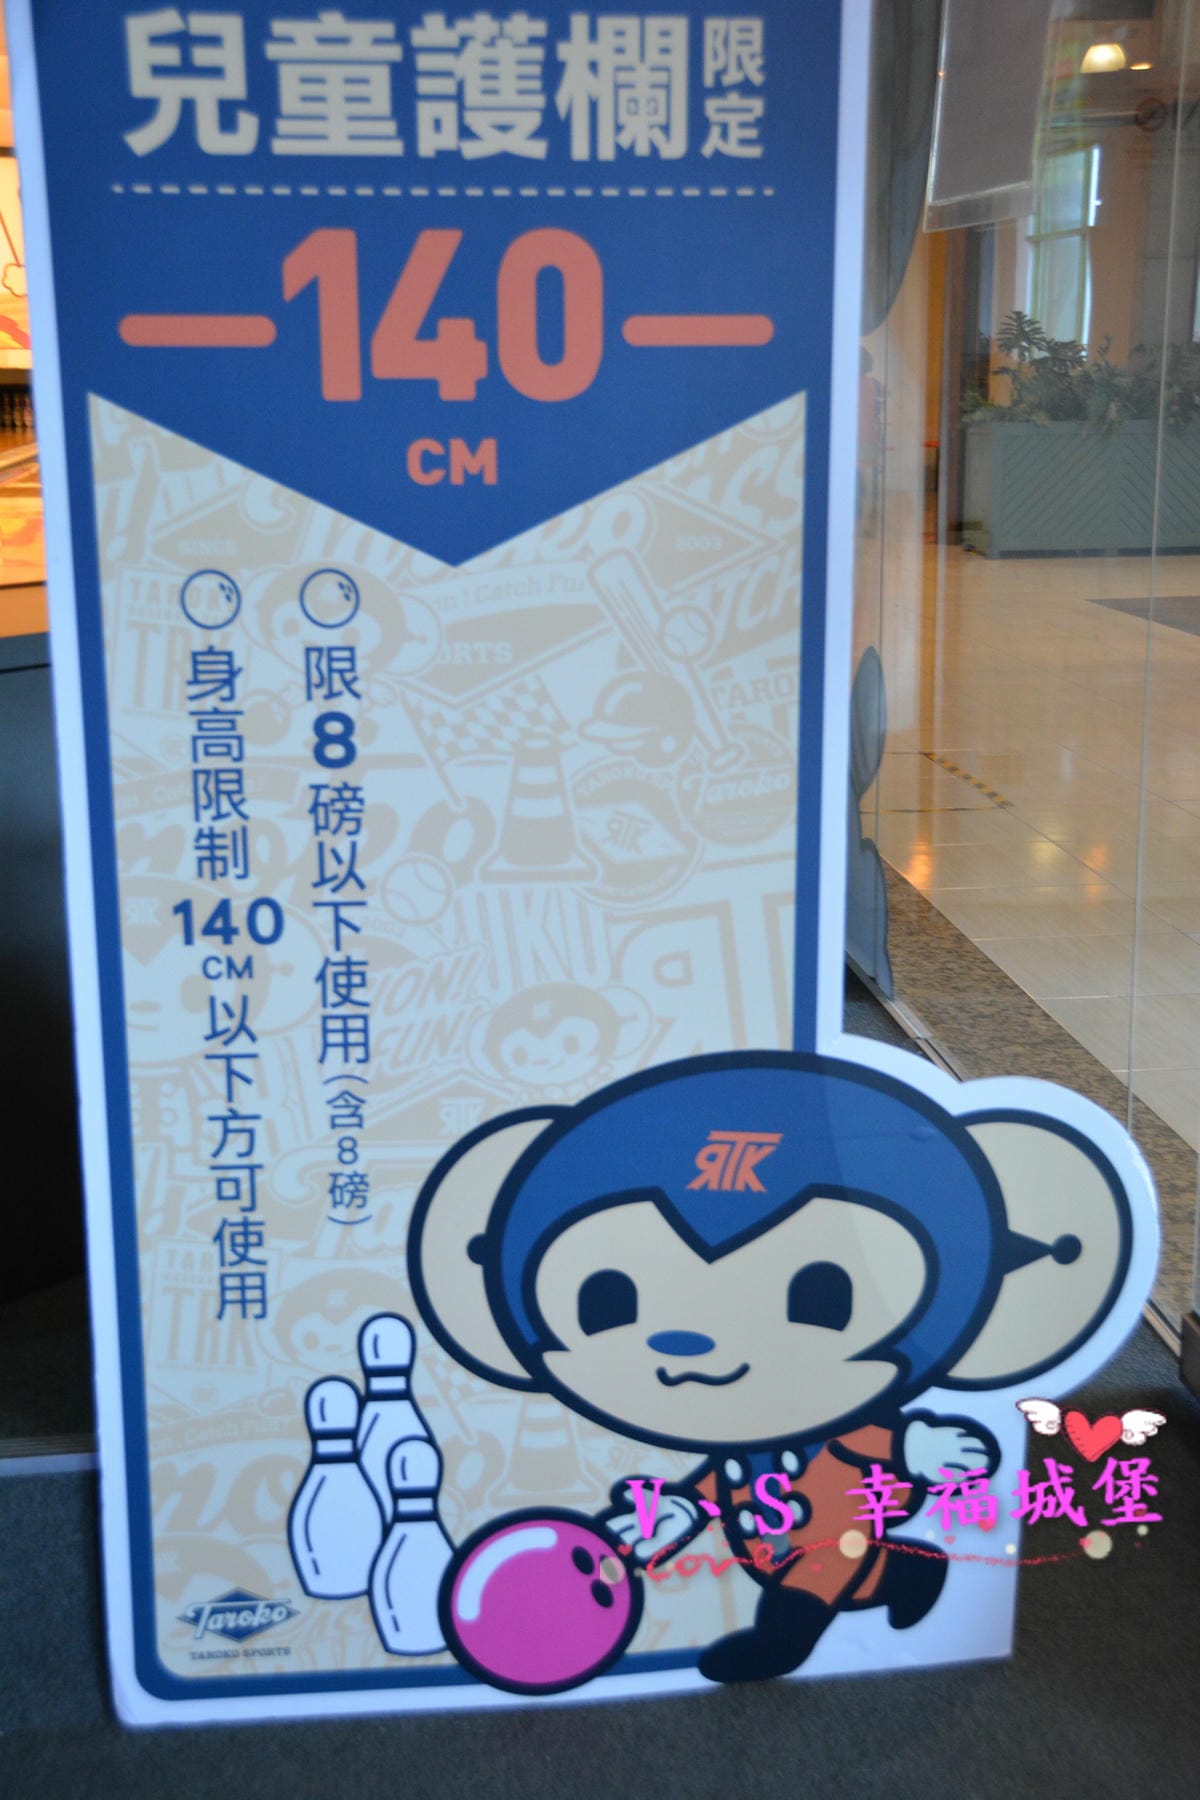 兒童護欄限定
140
CM
限8磅以下使用(含8磅)
身高限制140CM以下方可使用
RTK
V、S 幸福城堡
Love
Taroko
TAROKO SPORTS